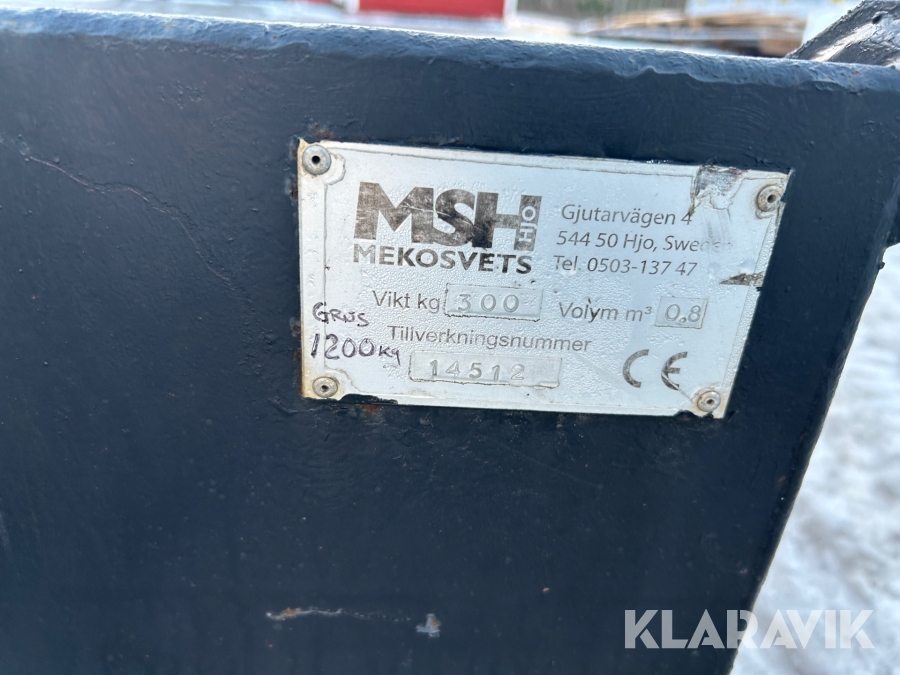 MSH HJO
MEKOSVETS
Gjutarvägen 4
544 50 Hjo, Sweden
Tel. 0503-137 47
Vikt kg 300 Volym m³ 0.8
Tillverkningsnummer
14512
GRUS
1200kg
CE
KLARAVIK